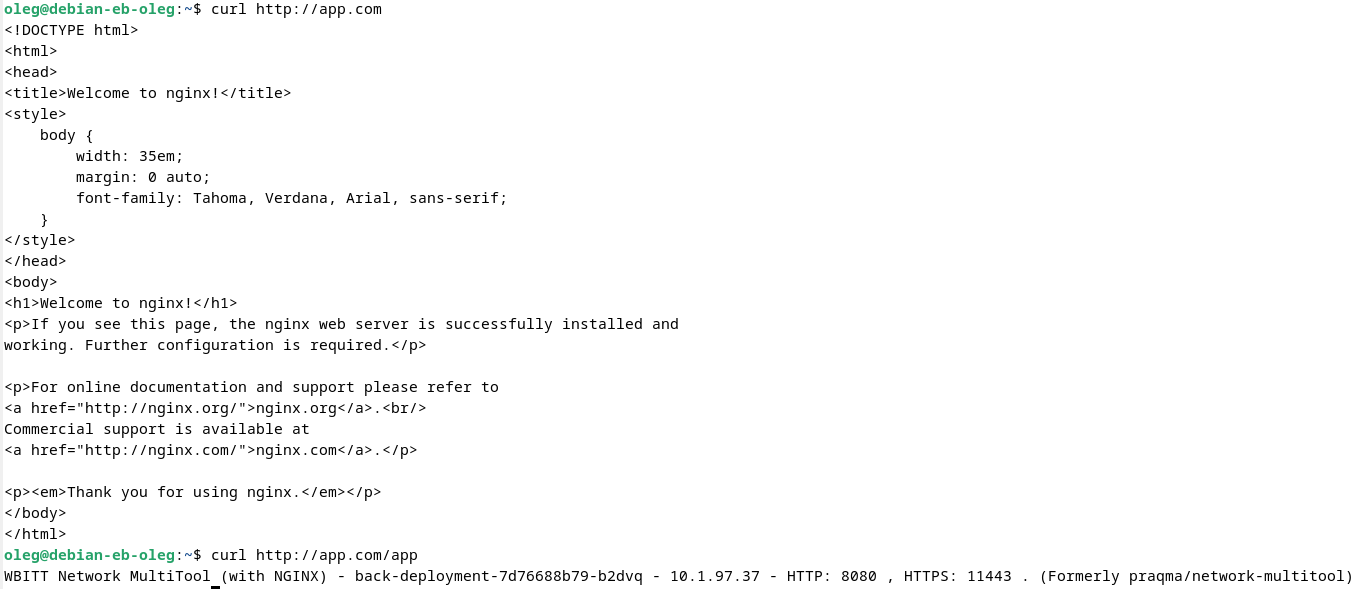 oleg@debian-eb-oleg:~$ curl http://app.com
<!DOCTYPE html>
<html>
<head>
<title>Welcome to nginx!</title>
<style>
    body {
        width: 35em;
        margin: 0 auto;
        font-family: Tahoma, Verdana, Arial, sans-serif;
    }
</style>
</head>
<body>
<h1>Welcome to nginx!</h1>
<p>If you see this page, the nginx web server is successfully installed and
working. Further configuration is required.</p>

<p>For online documentation and support please refer to
<a href="http://nginx.org/">nginx.org</a>.<br/>
Commercial support is available at
<a href="http://nginx.com/">nginx.com</a>.</p>

<p><em>Thank you for using nginx.</em></p>
</body>
</html>
oleg@debian-eb-oleg:~$ curl http://app.com/app
WBITT Network MultiTool (with NGINX) - back-deployment-7d76688b79-b2dvq - 10.1.97.37 - HTTP: 8080 , HTTPS: 11443 . (Formerly praqma/network-multitool)